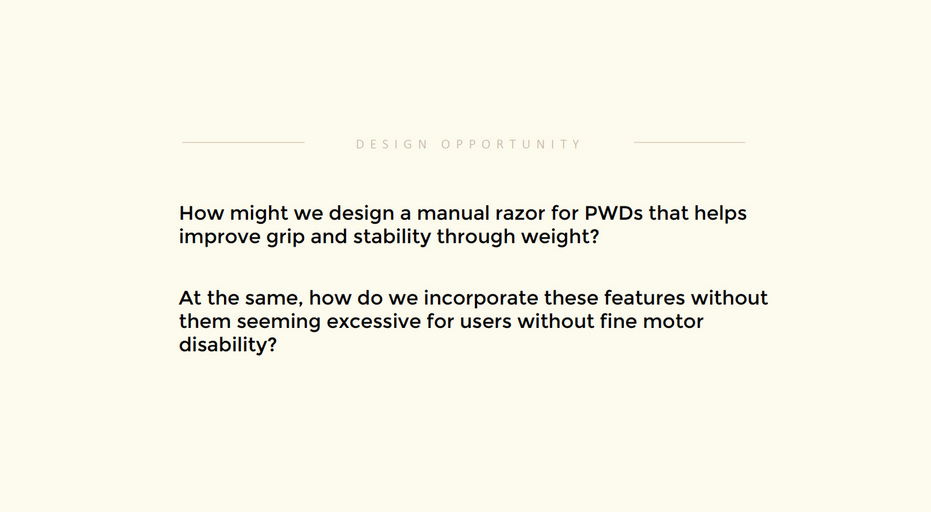 DESIGN OPPORTUNITY
How might we design a manual razor for PWDs that helps
improve grip and stability through weight?
At the same, how do we incorporate these features without
them seeming excessive for users without fine motor
disability?